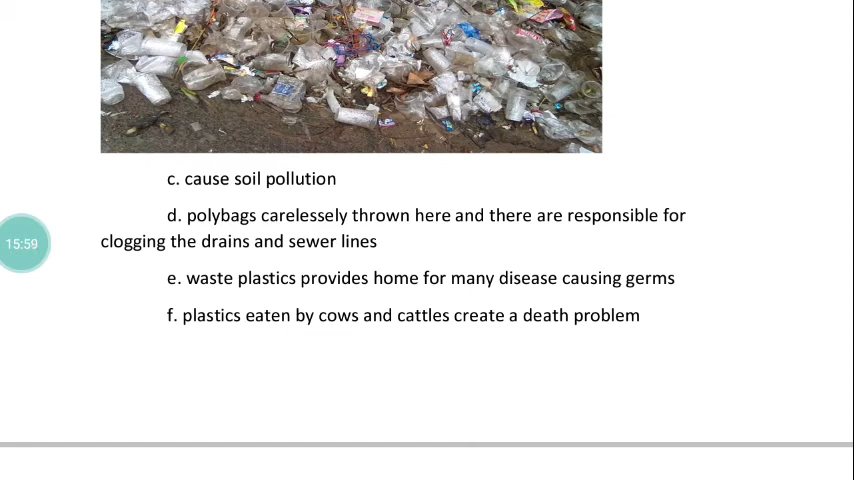 c. cause soil pollution
d. polybags carelessely thrown here and there are responsible for
clogging the drains and sewer lines
15:59
e. waste plastics provides home for many disease causing germs
f. plastics eaten by cows and cattles create a death problem